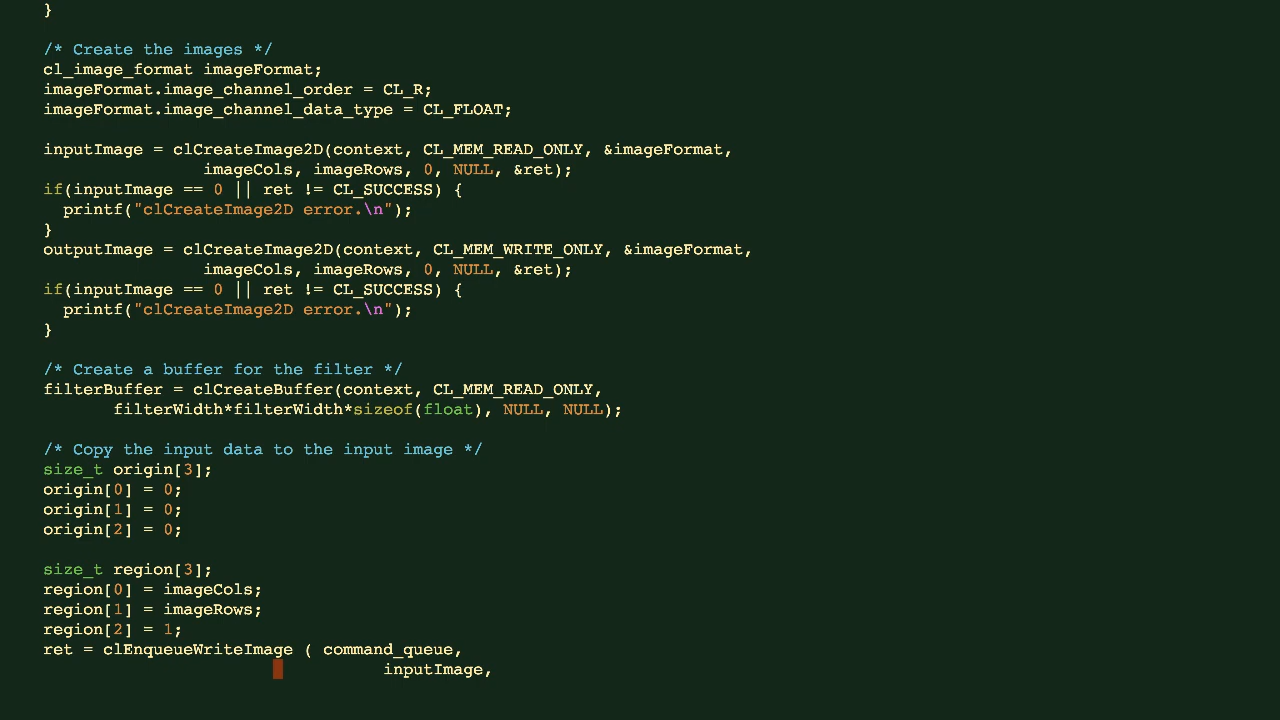 }
/* Create the images */
cl_image_format imageFormat;
imageFormat.image_channel_order = CL_R;
imageFormat.image_channel_data_type = CL_FLOAT;
inputImage = clCreateImage2D(context, CL_MEM_READ_ONLY, &imageFormat,
imageCols, imageRows, 0, NULL, &ret);
if(inputImage == 0 || ret != CL_SUCCESS) {
printf("clCreateImage2D error.\n");
}
outputImage = clCreateImage2D(context, CL_MEM_WRITE_ONLY, &imageFormat,
imageCols, imageRows, 0, NULL, &ret);
if(inputImage == 0 || ret != CL_SUCCESS) {
printf("clCreateImage2D error.\n");
}
/* Create a buffer for the filter */
filterBuffer = clCreateBuffer(context, CL_MEM_READ_ONLY,
filterWidth*filterWidth*sizeof(float), NULL, NULL);
/* Copy the input data to the input image */
size_t origin[3];
origin[0] = 0;
origin[1] = 0;
origin[2] = 0;
size_t region[3];
region[0] = imageCols;
region[1] = imageRows;
region[2] = 1;
ret = clEnqueueWriteImage ( command_queue,
inputImage,